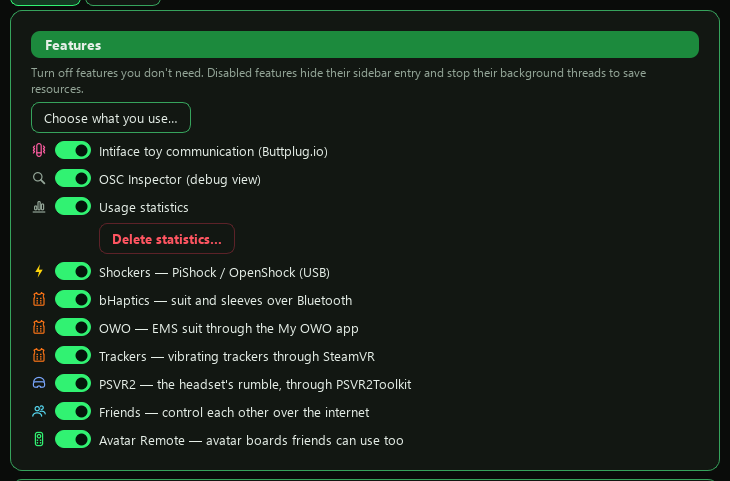 Features
Turn off features you don't need. Disabled features hide their sidebar entry and stop their background threads to save
resources.
Choose what you use...
Intiface toy communication (Buttplug.io)
OSC Inspector (debug view)
Usage statistics
Delete statistics...
Shockers — PiShock / OpenShock (USB)
bHaptics — suit and sleeves over Bluetooth
OWO — EMS suit through the My OWO app
Trackers — vibrating trackers through SteamVR
PSVR2 — the headset's rumble, through PSVR2Toolkit
Friends — control each other over the internet
Avatar Remote — avatar boards friends can use too